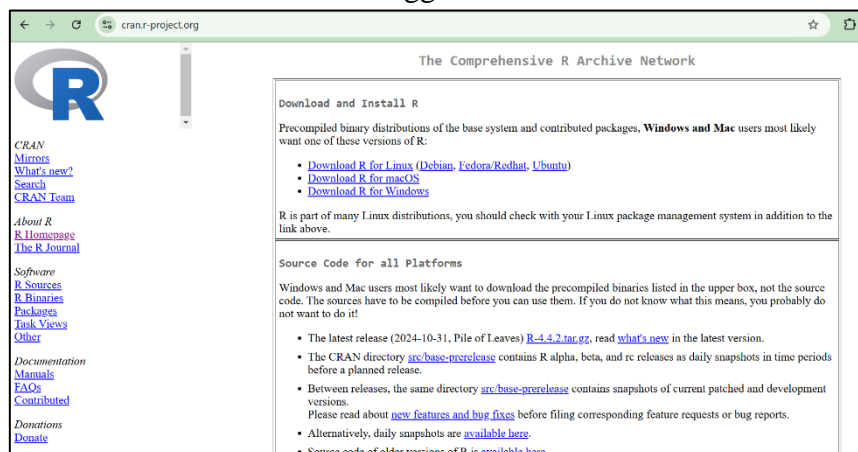 cran.r-project.org
R
CRAN
Mirrors
What's new?
Search
CRAN Team
About R
R Homepage
The R Journal
Software
R Sources
R Binaries
Packages
Task Views
Other
Documentation
Manuals
FAQs
Contributed
Donations
Donate
The Comprehensive R Archive Network
Download and Install R
Precompiled binary distributions of the base system and contributed packages, Windows and Mac users most likely
want one of these versions of R:
• Download R for Linux (Debian, Fedora/Redhat, Ubuntu)
• Download R for macOS
• Download R for Windows
R is part of many Linux distributions, you should check with your Linux package management system in addition to the
link above.
Source Code for all Platforms
Windows and Mac users most likely want to download the precompiled binaries listed in the upper box, not the source
code. The sources have to be compiled before you can use them. If you do not know what this means, you probably do
not want to do it!
• The latest release (2024-10-31, Pile of Leaves) R-4.4.2.tar.gz, read what's new in the latest version.
• The CRAN directory src/base-prerelease contains R alpha, beta, and rc releases as daily snapshots in time periods
before a planned release.
• Between releases, the same directory src/base-prerelease contains snapshots of current patched and development
versions.
Please read about new features and bug fixes before filing corresponding feature requests or bug reports.
• Alternatively, daily snapshots are available here.
• Source code of older versions of R is available here.